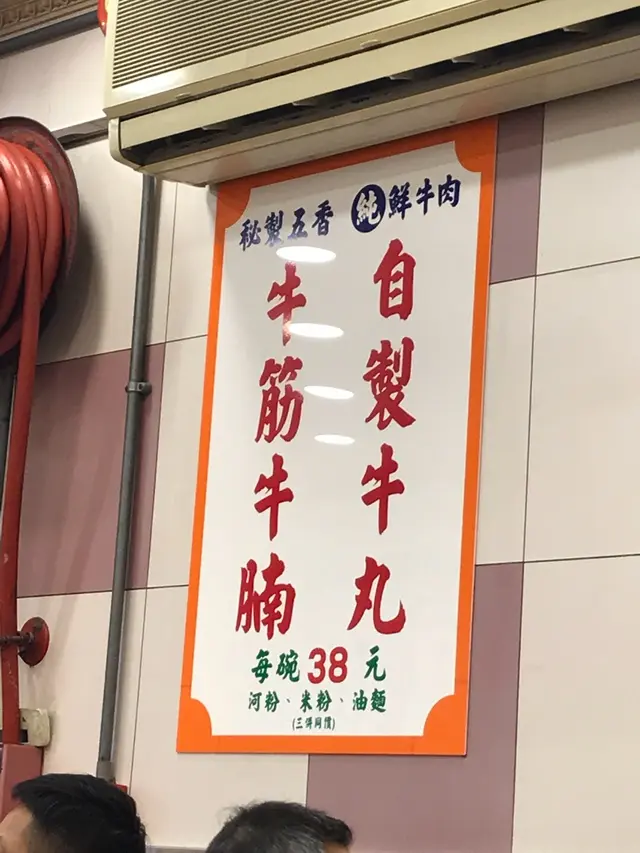 純鮮牛肉
自製牛丸
秘製五香
牛筋牛腩
每碗38元
河粉、米粉、油麵
(三併同價)